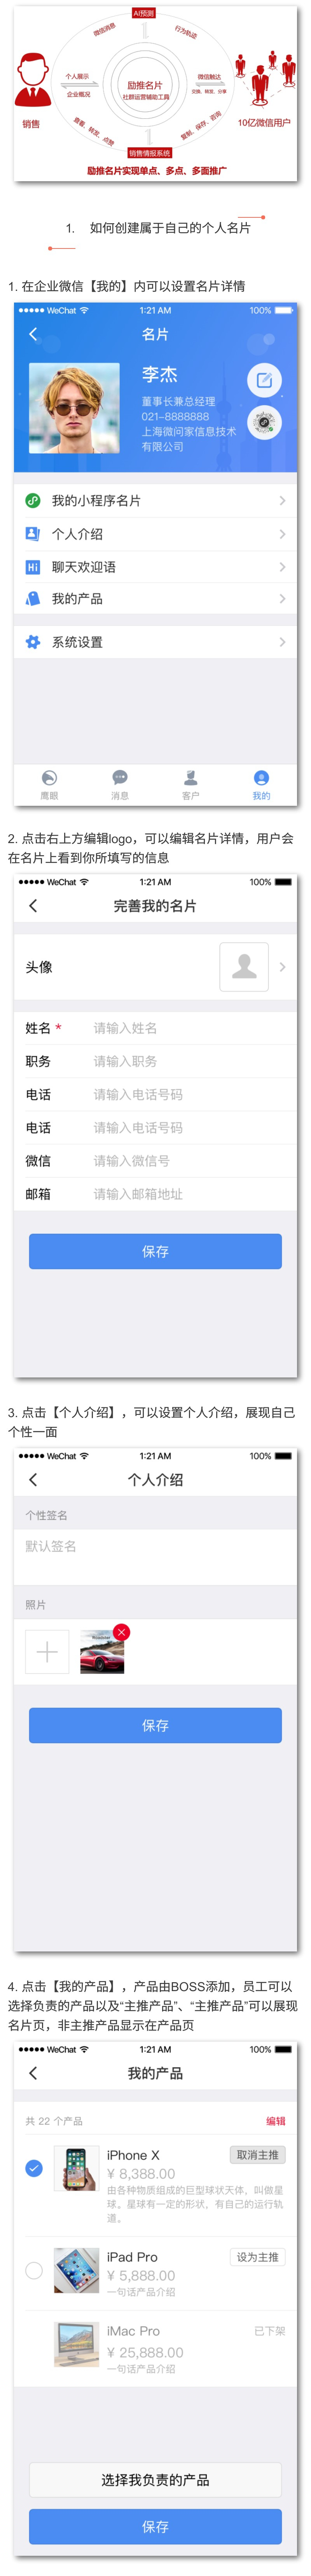 AI预测
微信消息
行为轨迹
个人展示
企业概况
励推名片
社群运营辅助工具
微信触达
交换、转发、分享
销售
10亿微信用户
查看、转发、点赞
复制、保存、咨询
销售情报系统
励推名片实现单点、多点、多面推广
1. 如何创建属于自己的个人名片
1. 在企业微信【我的】内可以设置名片详情
WeChat 1:21 AM 100%
名片
李杰
董事长兼总经理
021-8888888
上海微问家信息技术
有限公司
我的小程序名片
个人介绍
Hi 聊天欢迎语
我的产品
系统设置
鹰眼 消息 客户 我的
2. 点击右上方编辑logo，可以编辑名片详情，用户会
在名片上看到你所填写的信息
WeChat 1:21 AM 100%
完善我的名片
头像
姓名 * 请输入姓名
职务 请输入职务
电话 请输入电话号码
电话 请输入电话号码
微信 请输入微信号
邮箱 请输入邮箱地址
保存
3. 点击【个人介绍】，可以设置个人介绍，展现自己
个性一面
WeChat 1:21 AM 100%
个人介绍
个性签名
默认签名
照片
保存
4. 点击【我的产品】，产品由BOSS添加，员工可以
选择负责的产品以及“主推产品”、“主推产品”可以展现
名片页，非主推产品显示在产品页
WeChat 1:21 AM 100%
我的产品
共 22 个产品 编辑
iPhone X 取消主推
¥ 8,388.00
由各种物质组成的巨型球状天体，叫做星
球。星球有一定的形状，有自己的运行轨
道。
iPad Pro 设为主推
¥ 5,888.00
一句话产品介绍
iMac Pro 已下架
¥ 25,888.00
一句话产品介绍
选择我负责的产品
保存